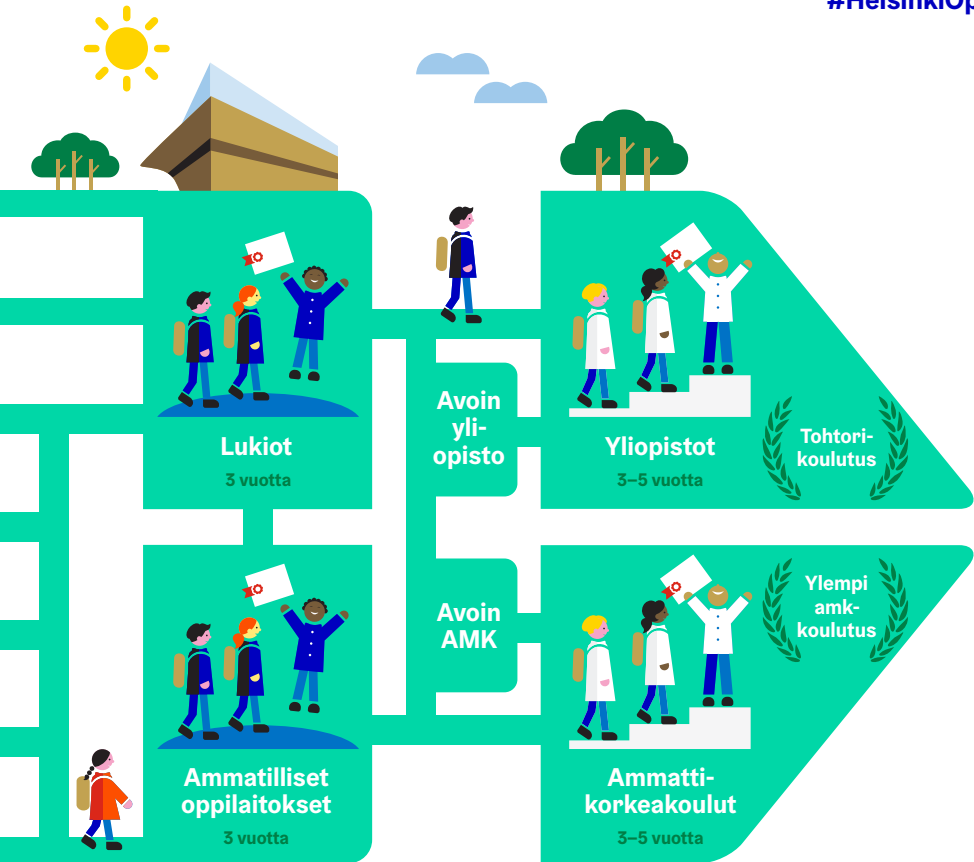 Lukiot
3 vuotta
Avoin
yli-
opisto
Yliopistot
3–5 vuotta
Tohtori-
koulutus
Ammatilliset
oppilaitokset
3 vuotta
Avoin
AMK
Ammatti-
korkeakoulut
3–5 vuotta
Ylempi
amk-
koulutus